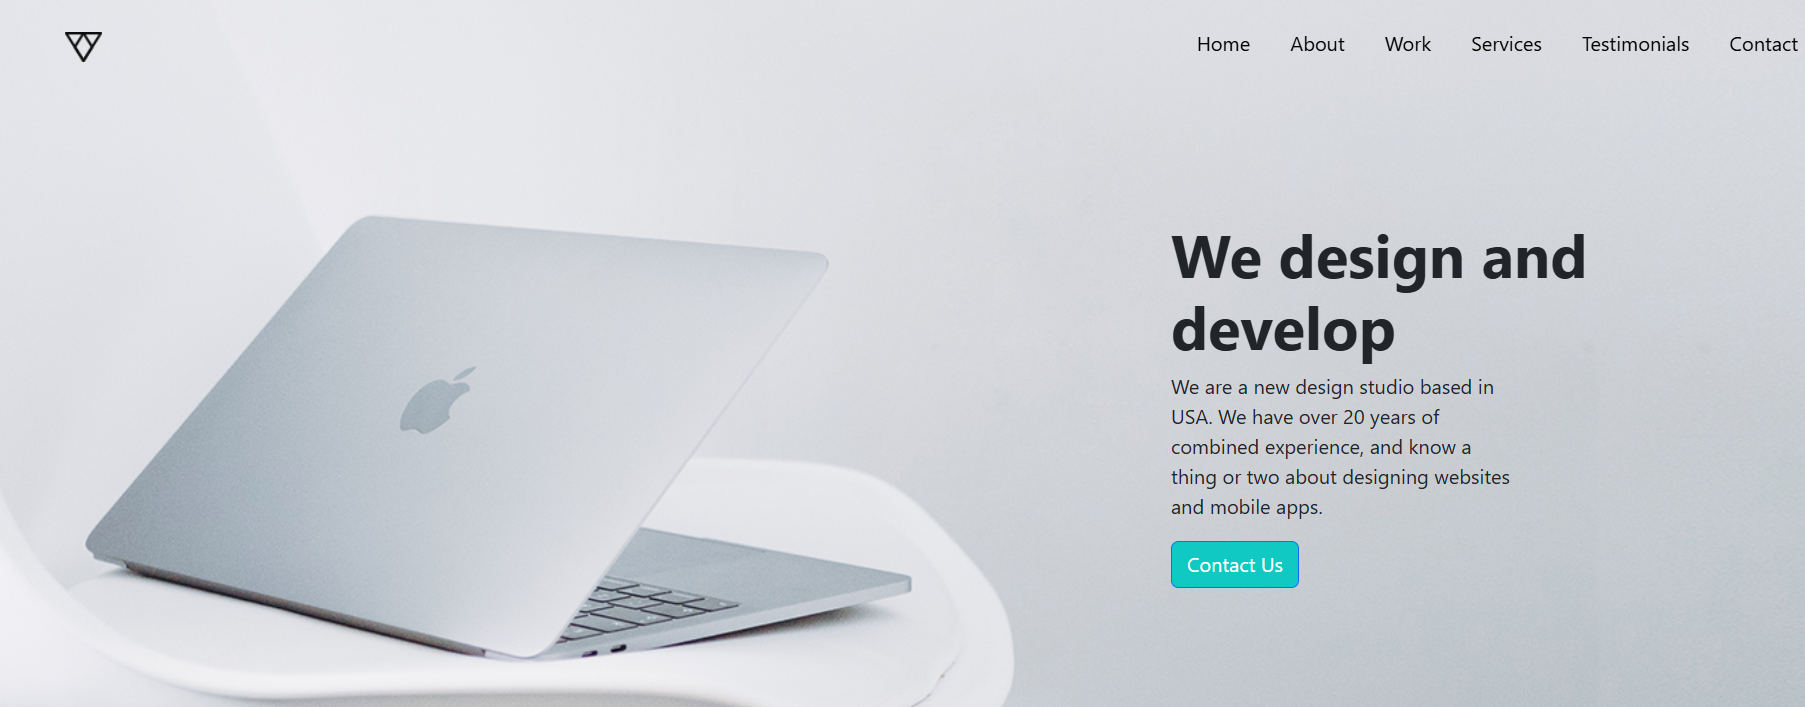 Home About Work Services Testimonials Contact
We design and
develop
We are a new design studio based in
USA. We have over 20 years of
combined experience, and know a
thing or two about designing websites
and mobile apps.
Contact Us